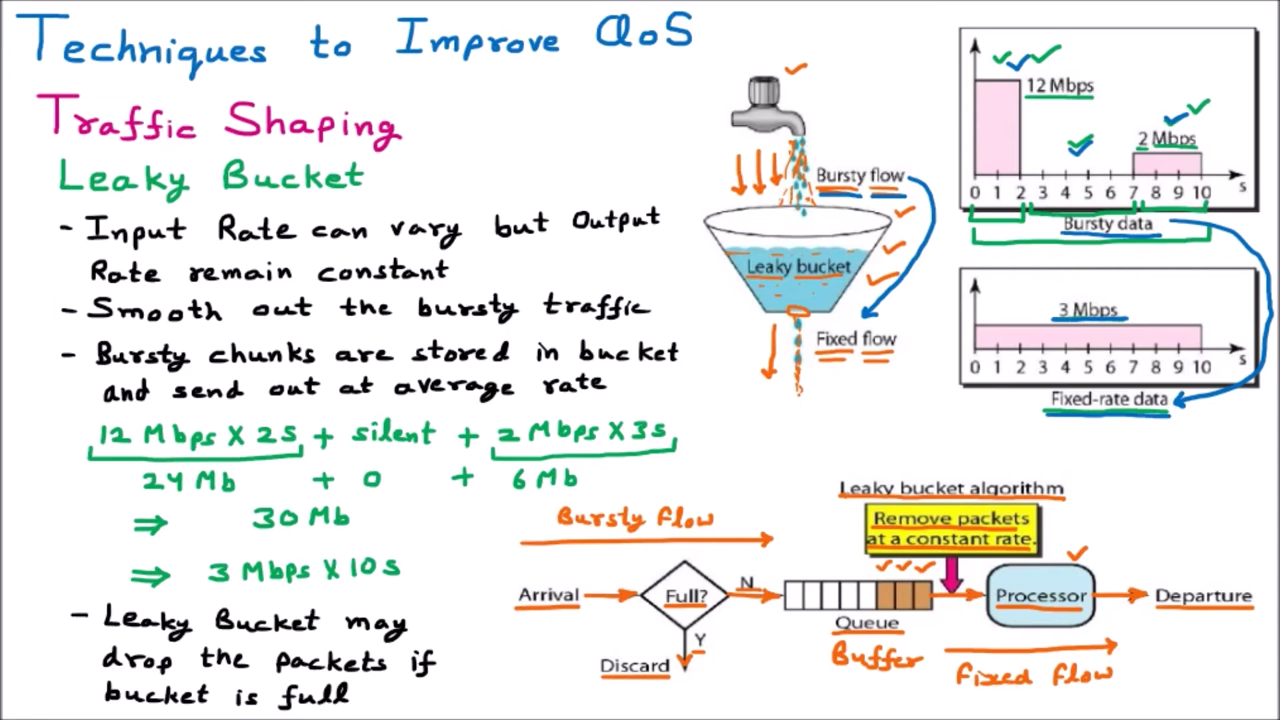 Techniques to Improve QoS
Traffic Shaping
Leaky Bucket
- Input Rate can vary but Output
Rate remain constant
- Smooth out the bursty traffic
- Bursty chunks are stored in bucket
and send out at average rate
12 Mbps X 2s + silent + 2 Mbps X 3s
24 Mb + 0 + 6 Mb
⇒ 30 Mb
⇒ 3 Mbps X 10s
- Leaky Bucket may
drop the packets if
bucket is full
Bursty flow
Leaky bucket
Fixed flow
12 Mbps
2 Mbps
0 1 2 3 4 5 6 7 8 9 10 s
Bursty data
3 Mbps
0 1 2 3 4 5 6 7 8 9 10 s
Fixed-rate data
Leaky bucket algorithm
Remove packets
at a constant rate.
Bursty Flow
Arrival
Full?
N
Y
Discard
Queue
Buffer
Processor
Departure
Fixed Flow